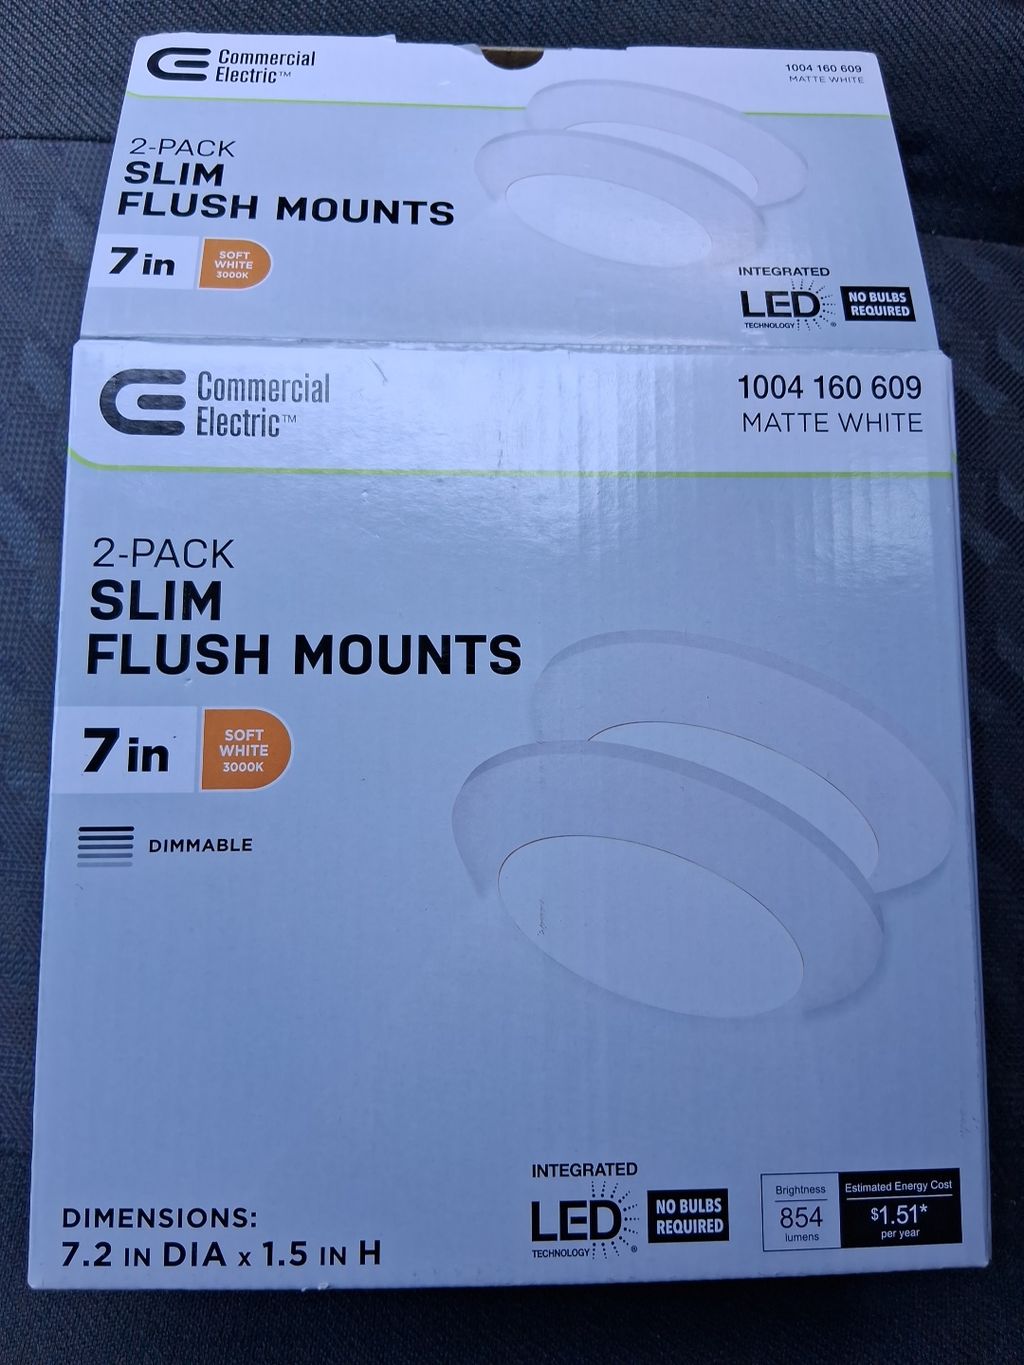 Commercial
Electric™
1004 160 609
MATTE WHITE
2-PACK
SLIM
FLUSH MOUNTS
7 in
SOFT
WHITE
3000K
INTEGRATED
LED
TECHNOLOGY
®
NO BULBS
REQUIRED
Commercial
Electric™
1004 160 609
MATTE WHITE
2-PACK
SLIM
FLUSH MOUNTS
7 in
SOFT
WHITE
3000K
DIMMABLE
DIMENSIONS:
7.2 IN DIA x 1.5 IN H
INTEGRATED
LED
TECHNOLOGY
®
NO BULBS
REQUIRED
Brightness
854
lumens
Estimated Energy Cost
$1.51*
per year